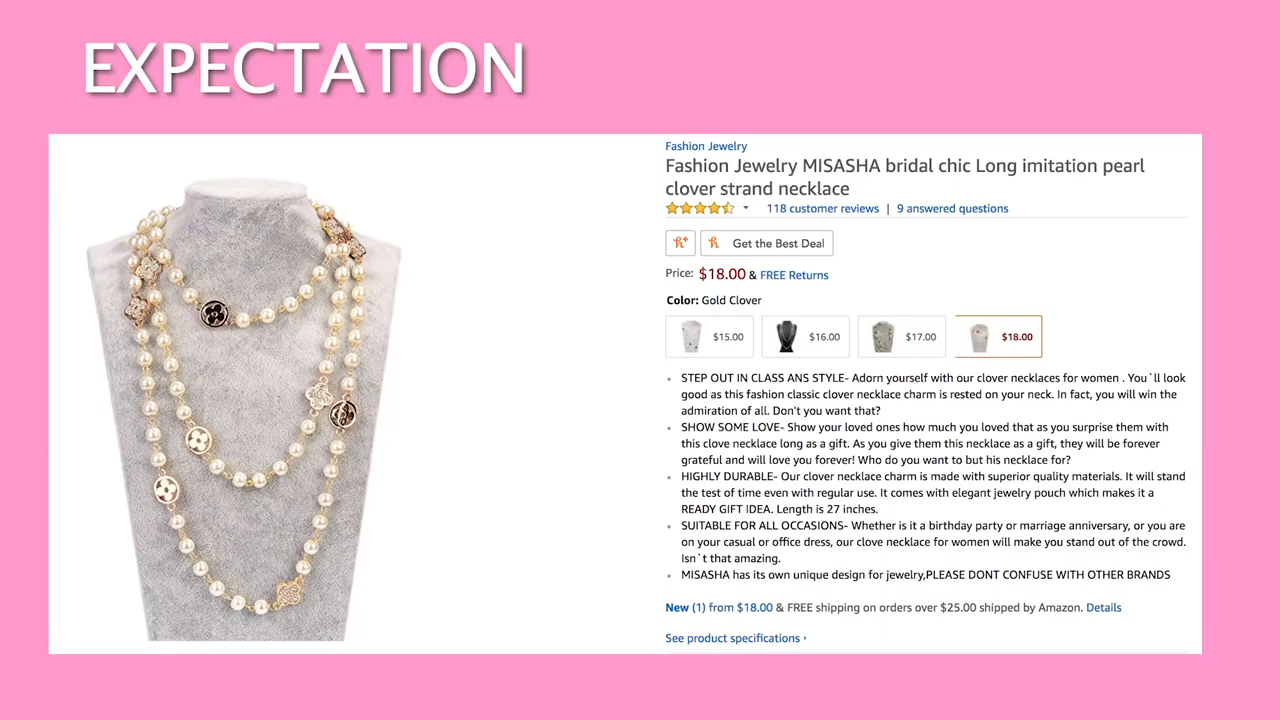 EXPECTATION
Fashion Jewelry
Fashion Jewelry MISASHA bridal chic Long imitation pearl
clover strand necklace
118 customer reviews | 9 answered questions
Get the Best Deal
Price: $18.00 & FREE Returns
Color: Gold Clover
$15.00 $16.00 $17.00 $18.00
STEP OUT IN CLASS ANS STYLE- Adorn yourself with our clover necklaces for women . You`ll look
good as this fashion classic clover necklace charm is rested on your neck. In fact, you will win the
admiration of all. Don't you want that?
SHOW SOME LOVE- Show your loved ones how much you loved that as you surprise them with
this clove necklace long as a gift. As you give them this necklace as a gift, they will be forever
grateful and will love you forever! Who do you want to but his necklace for?
HIGHLY DURABLE- Our clover necklace charm is made with superior quality materials. It will stand
the test of time even with regular use. It comes with elegant jewelry pouch which makes it a
READY GIFT IDEA. Length is 27 inches.
SUITABLE FOR ALL OCCASIONS- Whether is it a birthday party or marriage anniversary, or you are
on your casual or office dress, our clove necklace for women will make you stand out of the crowd.
Isn`t that amazing.
MISASHA has its own unique design for jewelry,PLEASE DONT CONFUSE WITH OTHER BRANDS
New (1) from $18.00 & FREE shipping on orders over $25.00 shipped by Amazon. Details
See product specifications